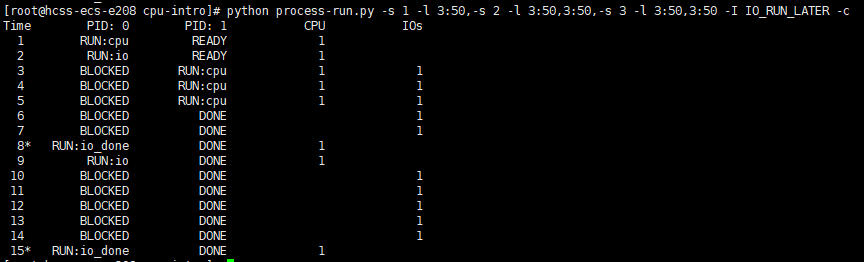 [root@hcss-ecs-e208 cpu-intro]# python process-run.py -s 1 -l 3:50,-s 2 -l 3:50,3:50,-s 3 -l 3:50,3:50 -I IO_RUN_LATER -c
Time PID: 0 PID: 1 CPU IOs
1 RUN:cpu READY 1
2 RUN:io READY 1
3 BLOCKED RUN:cpu 1 1
4 BLOCKED RUN:cpu 1 1
5 BLOCKED RUN:cpu 1 1
6 BLOCKED DONE 1
7 BLOCKED DONE 1
8* RUN:io_done DONE 1
9 RUN:io DONE 1
10 BLOCKED DONE 1
11 BLOCKED DONE 1
12 BLOCKED DONE 1
13 BLOCKED DONE 1
14 BLOCKED DONE 1
15* RUN:io_done DONE 1